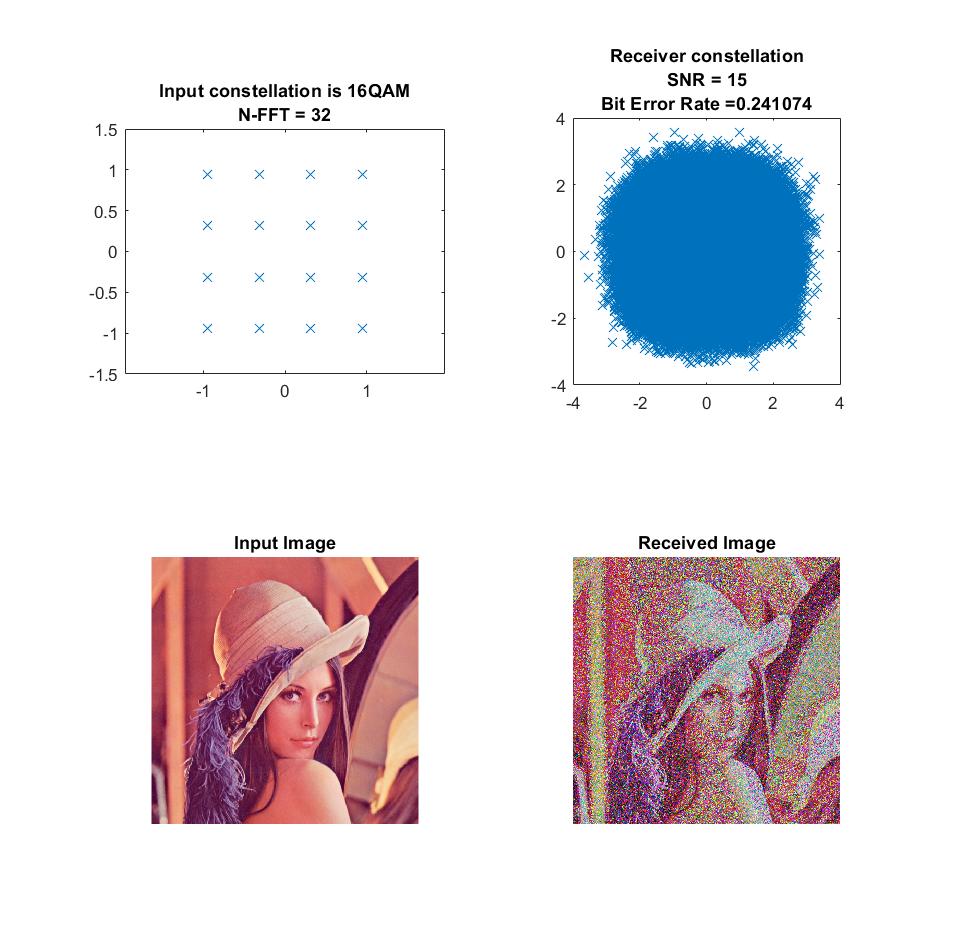 Input constellation is 16QAM
N-FFT = 32
1.5
1
0.5
0
-0.5
-1
-1.5
-1
0
1
Receiver constellation
SNR = 15
Bit Error Rate =0.241074
4
2
0
-2
-4
-4
-2
0
2
4
Input Image
Received Image